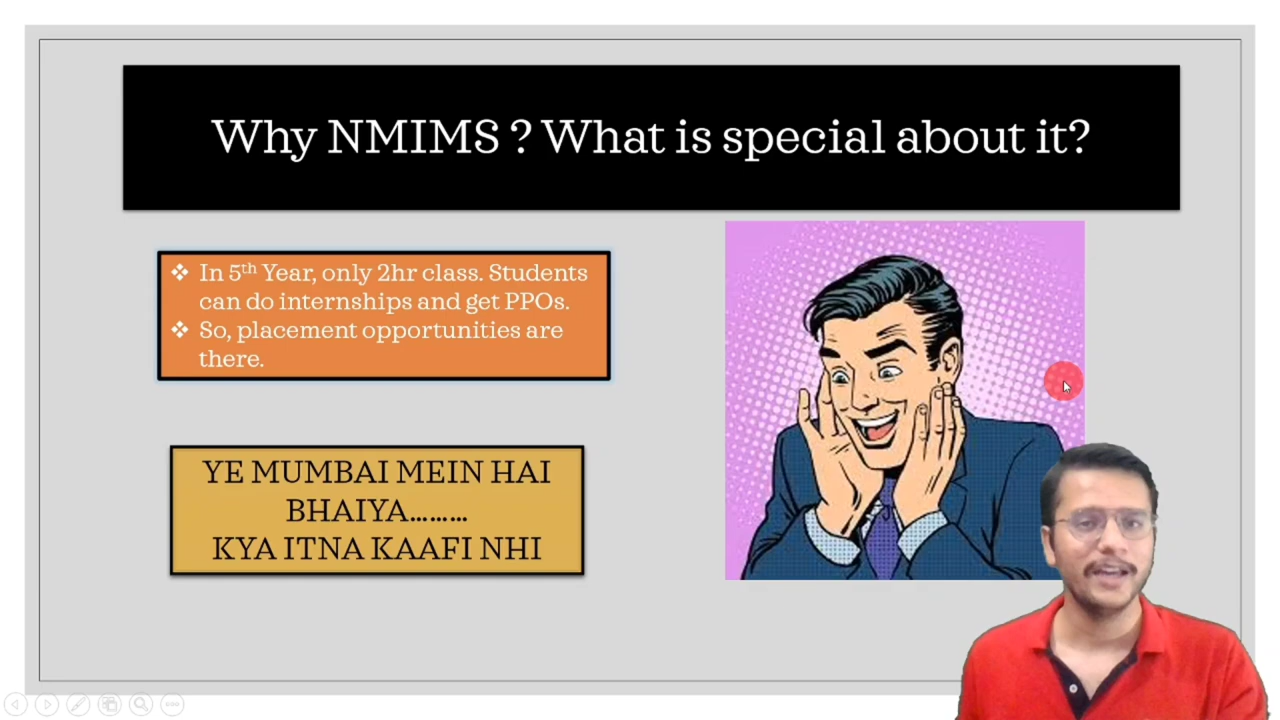 Why NMIMS ? What is special about it?
❖ In 5th Year, only 2hr class. Students
can do internships and get PPOs.
❖ So, placement opportunities are
there.
YE MUMBAI MEIN HAI
BHAIYA………
KYA ITNA KAAFI NHI